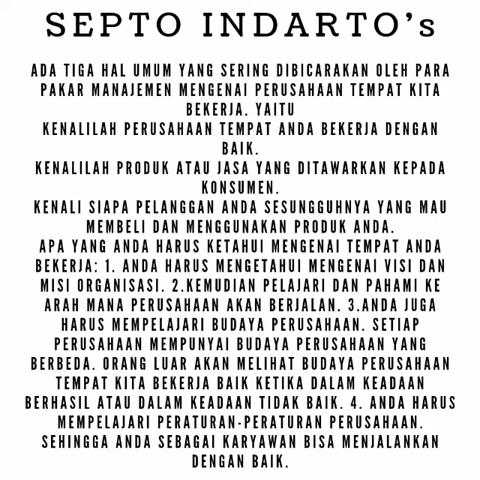 SEPTO INDARTO's
ADA TIGA HAL UMUM YANG SERING DIBICARAKAN OLEH PARA
PAKAR MANAJEMEN MENGENAI PERUSAHAAN TEMPAT KITA
BEKERJA. YAITU
KENALILAH PERUSAHAAN TEMPAT ANDA BEKERJA DENGAN
BAIK.
KENALILAH PRODUK ATAU JASA YANG DITAWARKAN KEPADA
KONSUMEN.
KENALI SIAPA PELANGGAN ANDA SESUNGGUHNYA YANG MAU
MEMBELI DAN MENGGUNAKAN PRODUK ANDA.
APA YANG ANDA HARUS KETAHUI MENGENAI TEMPAT ANDA
BEKERJA: 1. ANDA HARUS MENGETAHUI MENGENAI VISI DAN
MISI ORGANISASI. 2.KEMUDIAN PELAJARI DAN PAHAMI KE
ARAH MANA PERUSAHAAN AKAN BERJALAN. 3.ANDA JUGA
HARUS MEMPELAJARI BUDAYA PERUSAHAAN. SETIAP
PERUSAHAAN MEMPUNYAI BUDAYA PERUSAHAAN YANG
BERBEDA. ORANG LUAR AKAN MELIHAT BUDAYA PERUSAHAAN
TEMPAT KITA BEKERJA BAIK KETIKA DALAM KEADAAN
BERHASIL ATAU DALAM KEADAAN TIDAK BAIK. 4. ANDA HARUS
MEMPELAJARI PERATURAN-PERATURAN PERUSAHAAN.
SEHINGGA ANDA SEBAGAI KARYAWAN BISA MENJALANKAN
DENGAN BAIK.